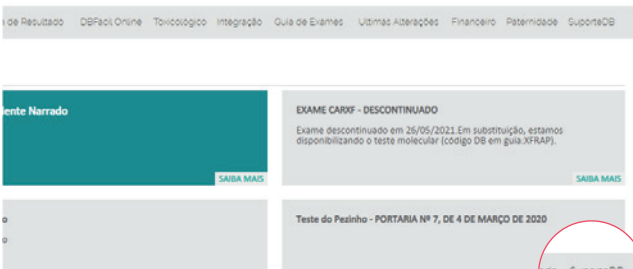 de Resultado DBFacil Online Toxicológico Integração Guia de Exames Ultimas Alterações Financeiro Paternidade SuporteDB
iente Narrado
SAIBA MAIS
EXAME CARXF - DESCONTINUADO
Exame descontinuado em 26/05/2021.Em substituição, estamos
disponibilizando o teste molecular (código DB em guia:XFRAP).
SAIBA MAIS
o
o
Teste do Pezinho - PORTARIA Nº 7, DE 4 DE MARÇO DE 2020